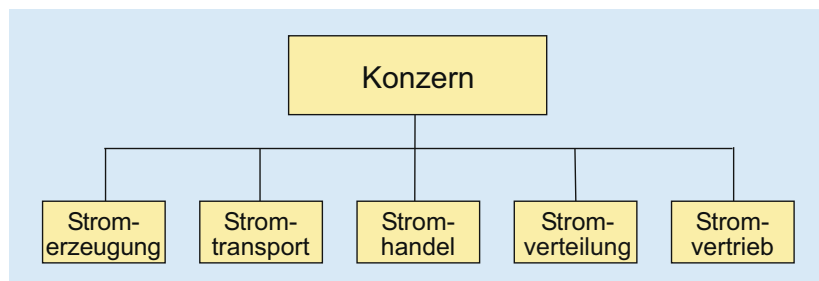 Konzern
Strom-
erzeugung
Strom-
transport
Strom-
handel
Strom-
verteilung
Strom-
vertrieb